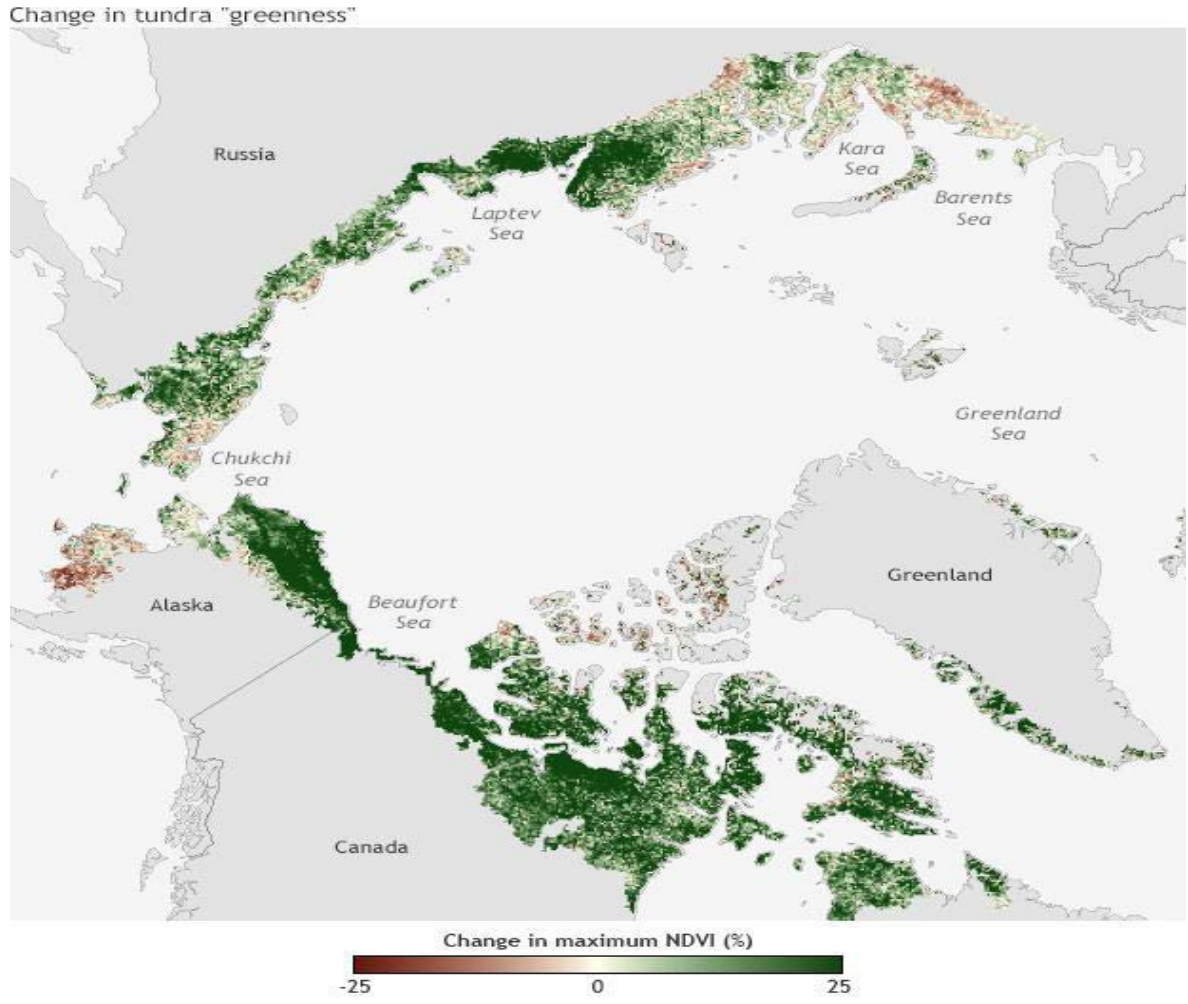 Change in tundra "greenness"
Russia
Kara
Sea
Laptev
Sea
Barents
Sea
Greenland
Sea
Chukchi
Sea
Greenland
Alaska
Beaufort
Sea
Canada
Change in maximum NDVI (%)
-25 0 25